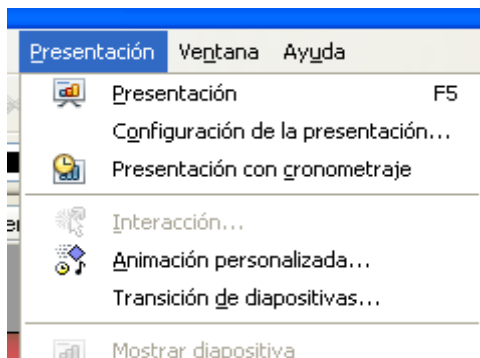 Presentación Ventana Ayuda
Presentación F5
Configuración de la presentación...
Presentación con cronometraje
Interacción...
Animación personalizada...
Transición de diapositivas...
Mostrar diapositiva